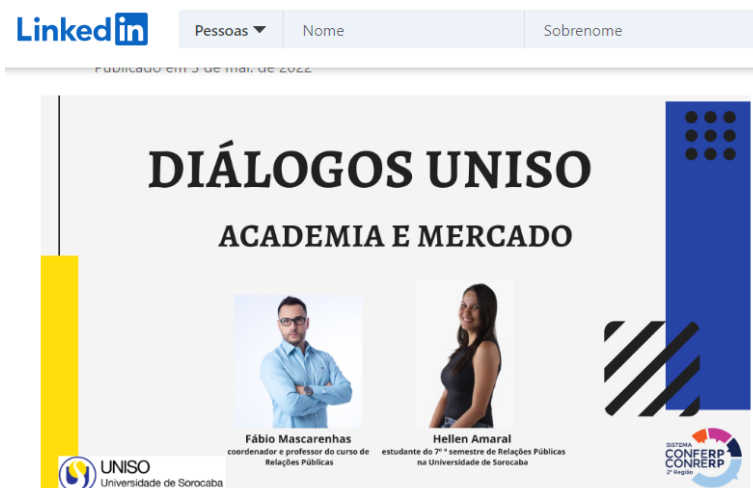 Linkedin
Pessoas
Nome
Sobrenome
Publicado em 3 de mai. de 2022
DIÁLOGOS UNISO
ACADEMIA E MERCADO
Fábio Mascarenhas
coordenador e professor do curso de
Relações Públicas
Hellen Amaral
estudante do 7º º semestre de Relações Públicas
na Universidade de Sorocaba
UNISO
Universidade de Sorocaba
SISTEMA
CONFERP
CONRERP
2ª Região